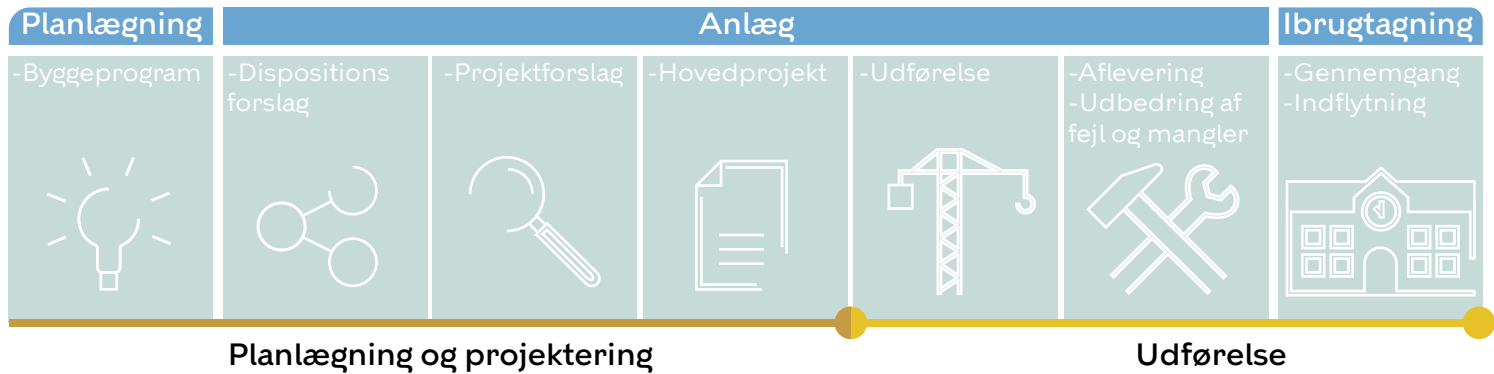 Planlægning
Anlæg
Ibrugtagning
-Byggeprogram
-Dispositions
forslag
-Projektforslag
-Hovedprojekt
-Udførelse
-Aflevering
-Udbedring af
fejl og mangler
-Gennemgang
-Indflytning
Planlægning og projektering
Udførelse